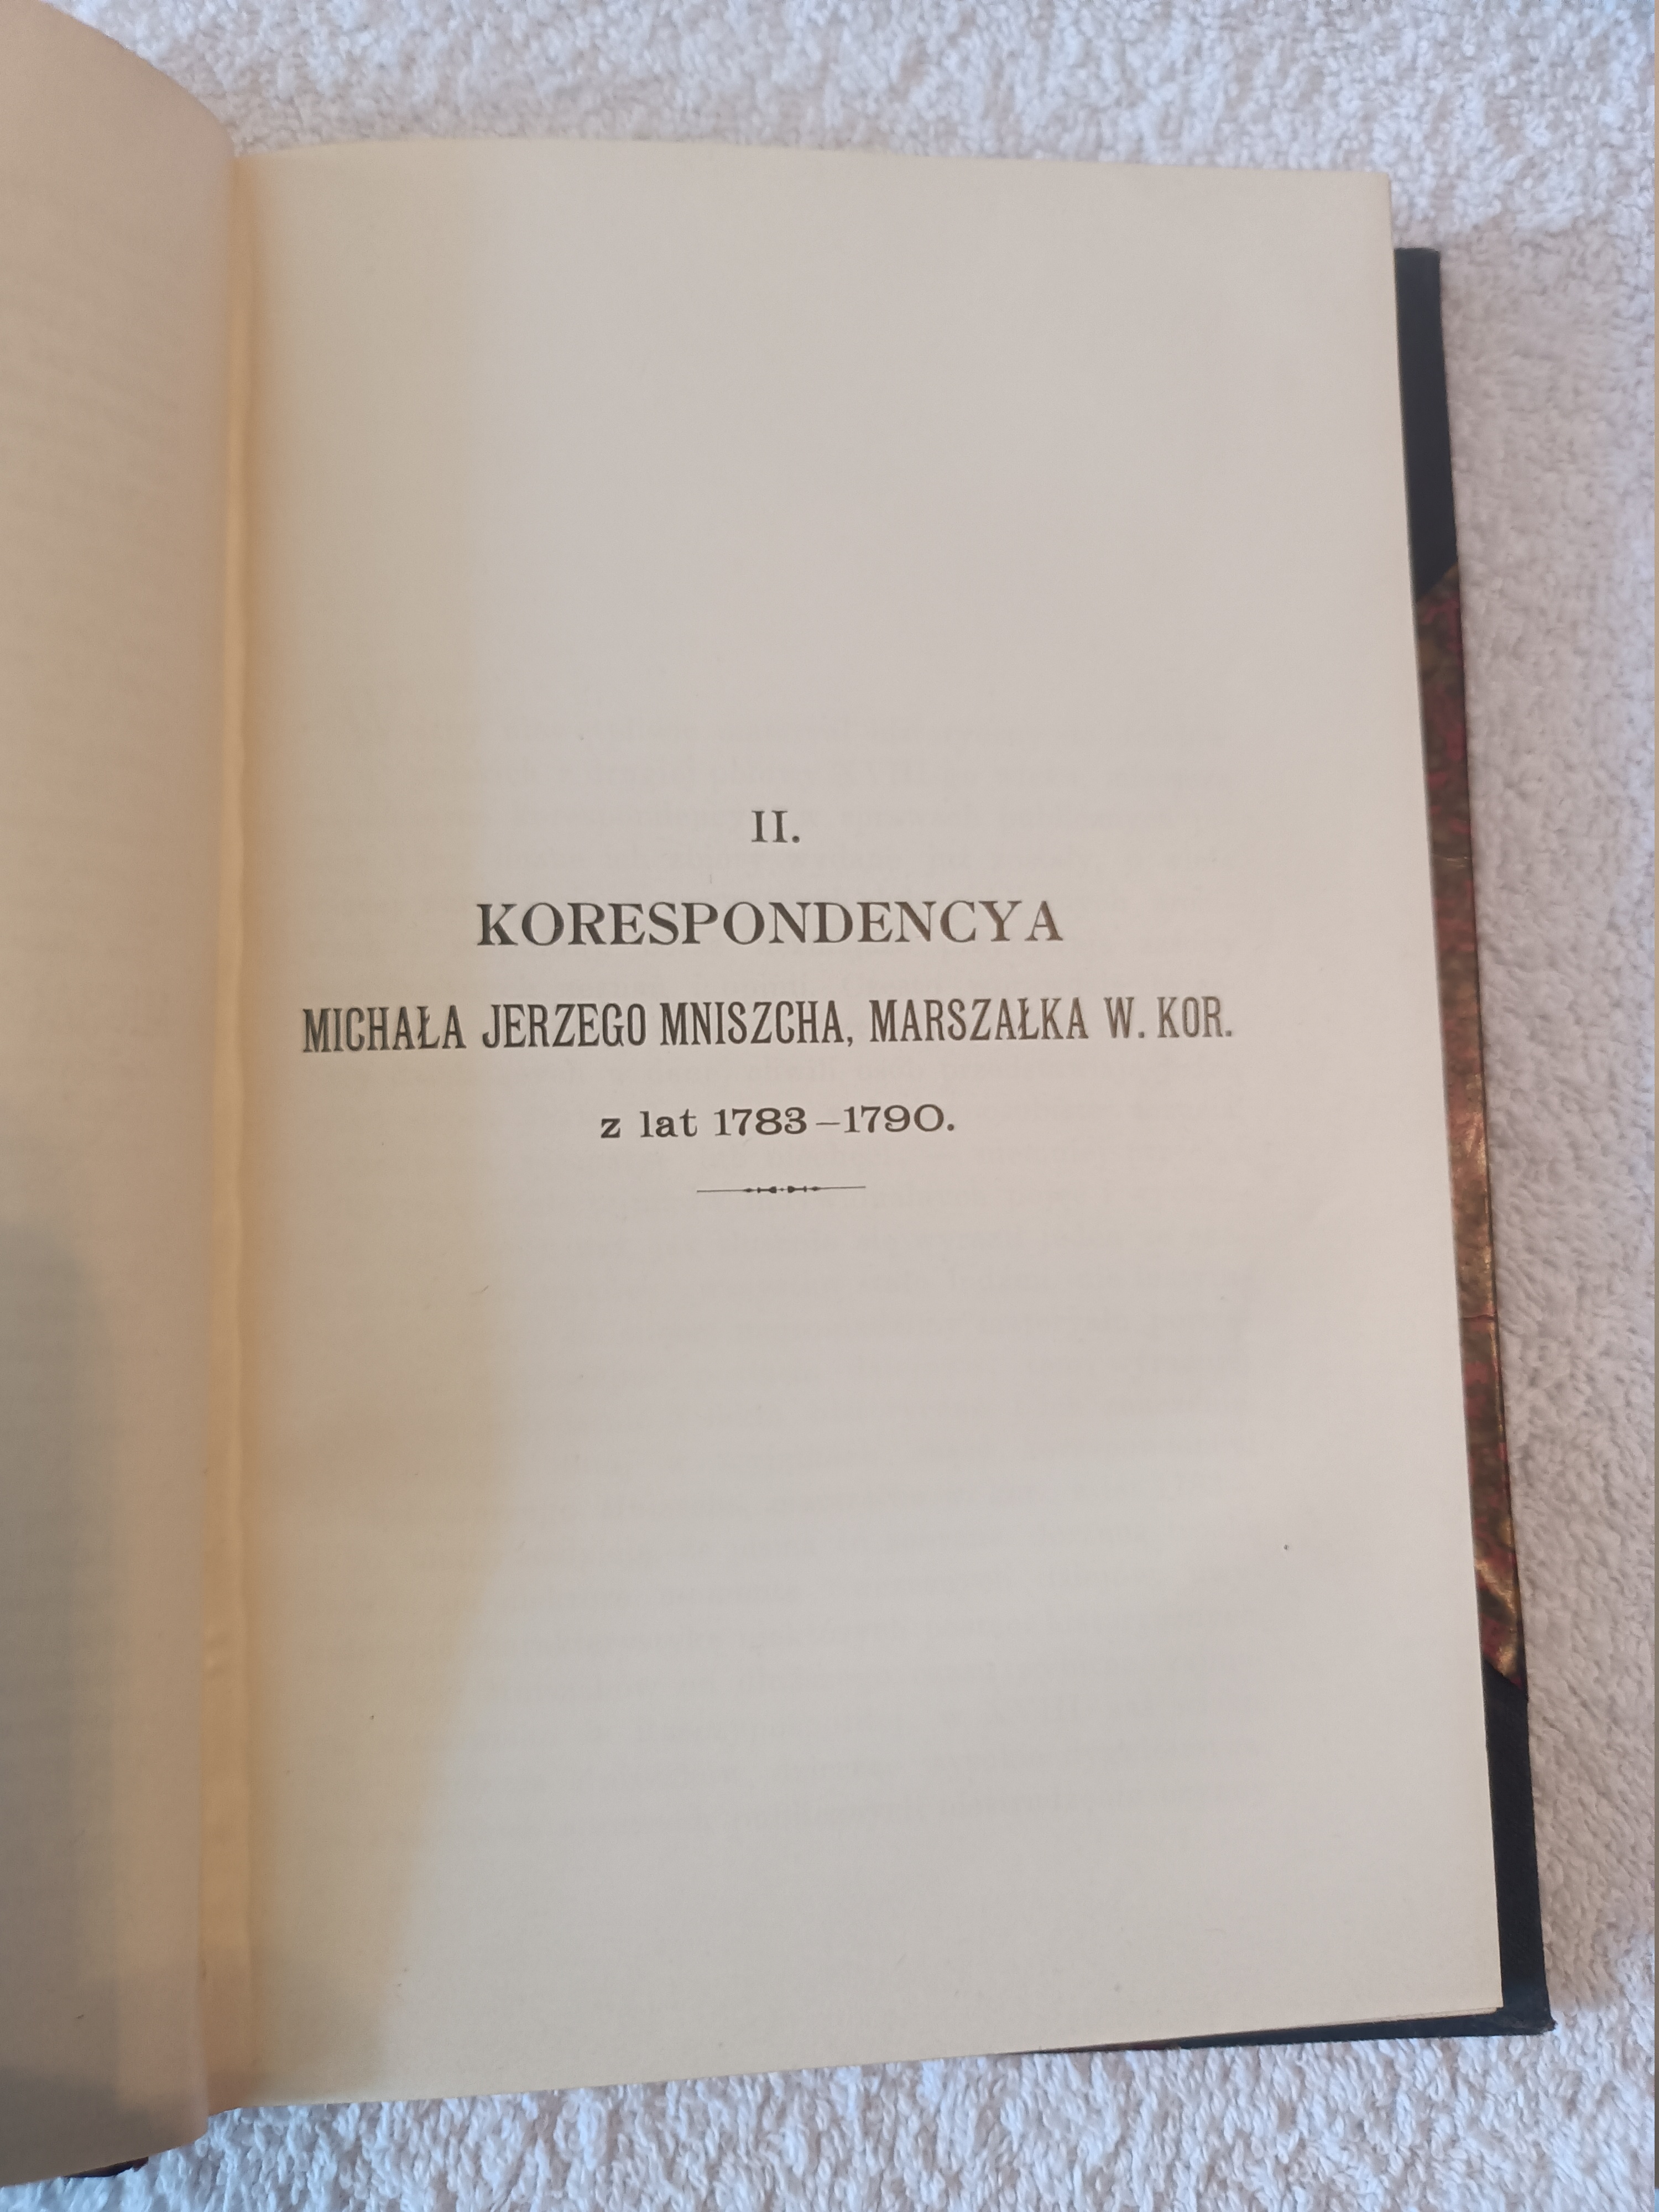 II.
KORESPONDENCYA
MICHAŁA JERZEGO MNISZCHA, MARSZAŁKA W. KOR.
z lat 1783–1790.